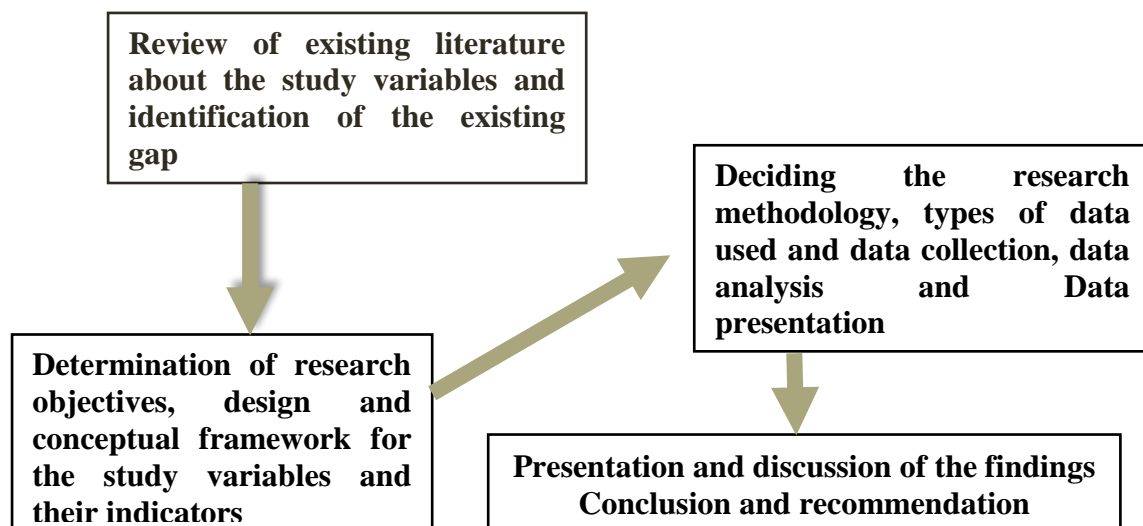 Review of existing literature
about the study variables and
identification of the existing
gap
Determination of research
objectives, design and
conceptual framework for
the study variables and
their indicators
Deciding the research
methodology, types of data
used and data collection, data
analysis and Data
presentation
Presentation and discussion of the findings
Conclusion and recommendation